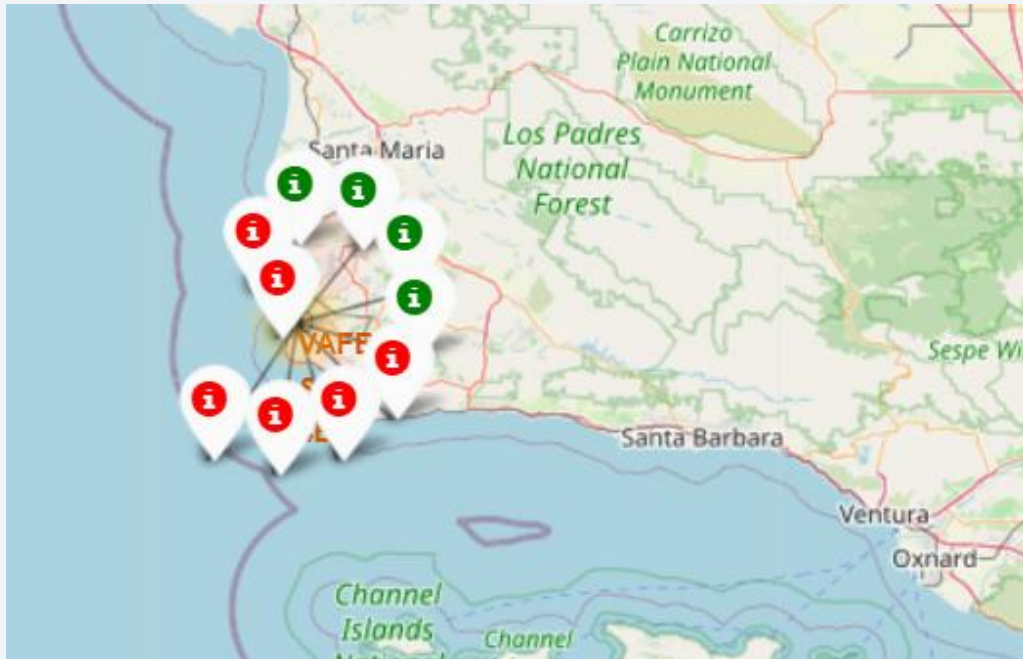 Carrizo
Plain National
Monument
Los Padres
National
Forest
Santa Maria
VAFB
Sespe Wi
Santa Barbara
Ventura
Oxnard
Channel
Islands
Channel